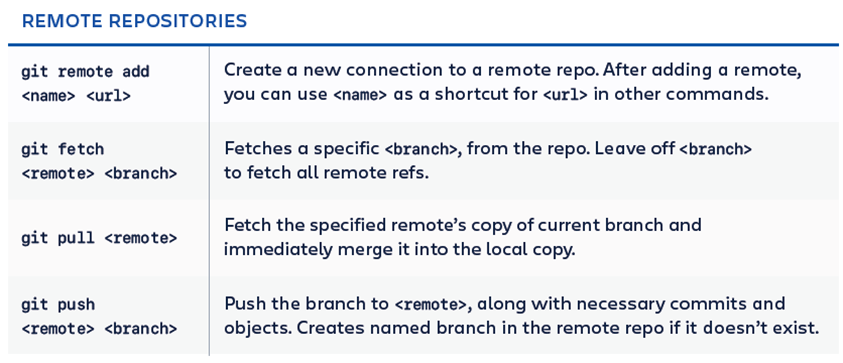 REMOTE REPOSITORIES
git remote add
<name> <url>
Create a new connection to a remote repo. After adding a remote,
you can use <name> as a shortcut for <url> in other commands.
git fetch
<remote> <branch>
Fetches a specific <branch>, from the repo. Leave off <branch>
to fetch all remote refs.
git pull <remote>
Fetch the specified remote’s copy of current branch and
immediately merge it into the local copy.
git push
<remote> <branch>
Push the branch to <remote>, along with necessary commits and
objects. Creates named branch in the remote repo if it doesn’t exist.